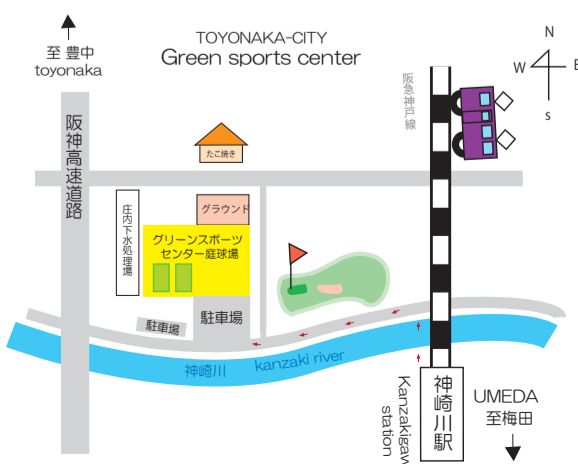 至 豊中
toyonaka
TOYONAKA-CITY
Green sports center
N
W
E
s
阪急神戸線
阪神高速道路
たこ焼き
庄内下水処理場
グラウンド
グリーンスポーツ
センター庭球場
駐車場
駐車場
神崎川 kanzaki river
Kanzakigaw
station
神崎川駅
UMEDA
至梅田